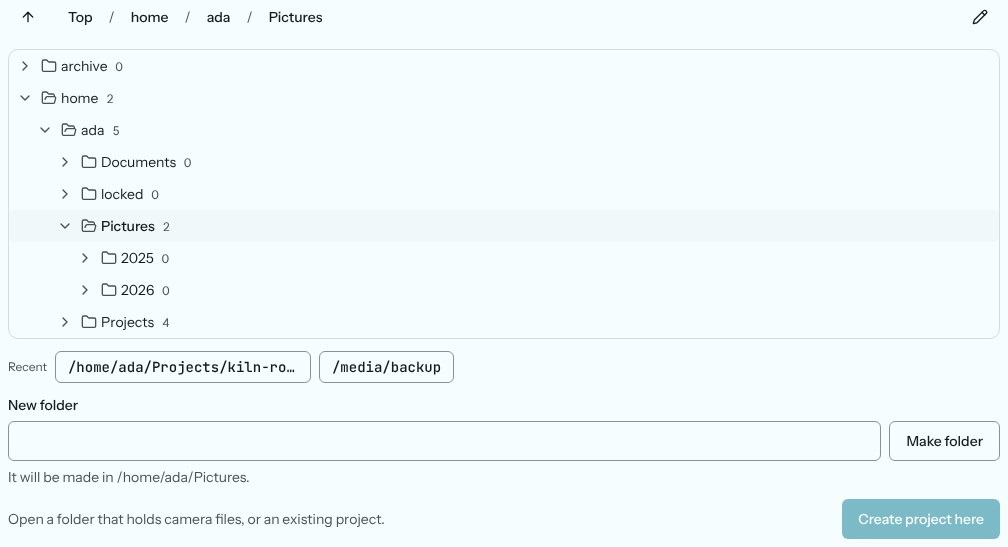 Top / home / ada / Pictures
archive 0
home 2
ada 5
Documents 0
locked 0
Pictures 2
2025 0
2026 0
Projects 4
Recent /home/ada/Projects/kiln-ro… /media/backup
New folder
Make folder
It will be made in /home/ada/Pictures.
Open a folder that holds camera files, or an existing project. Create project here